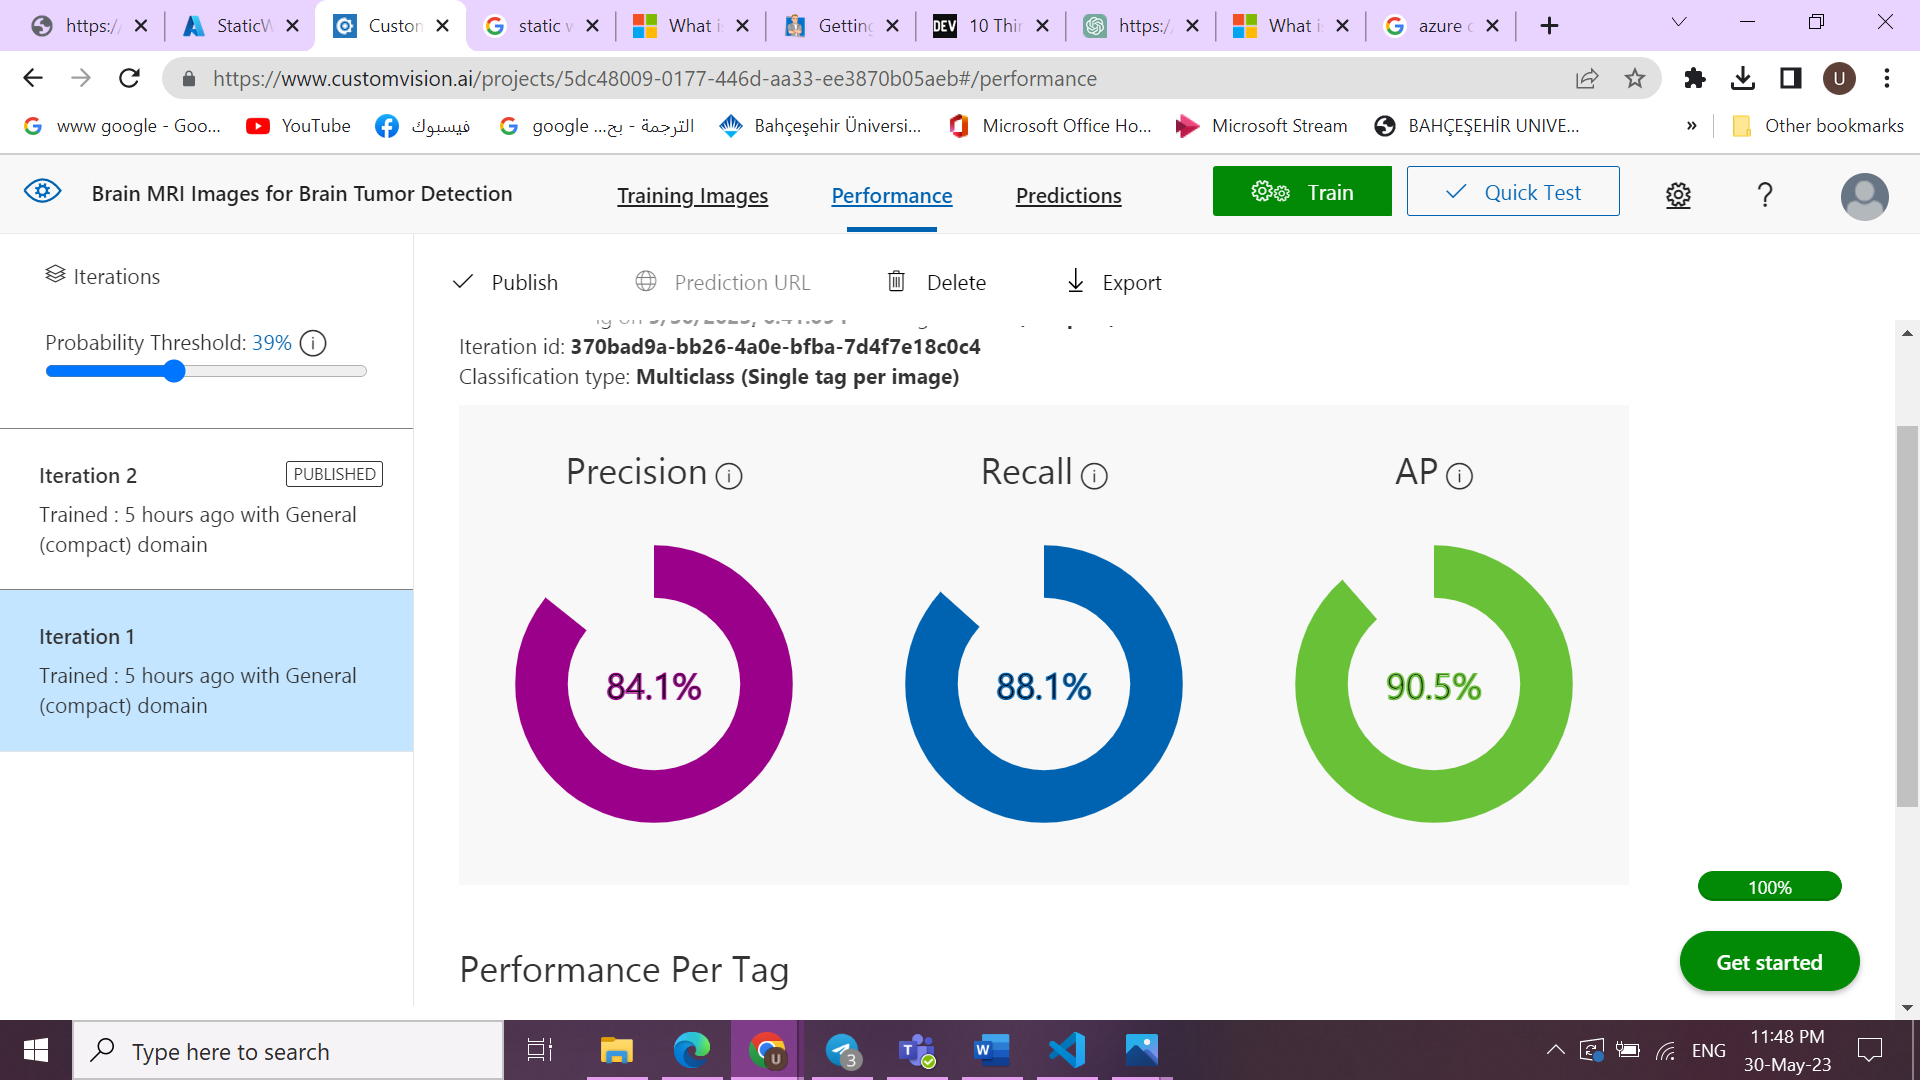 https:/
StaticW
Custon
static w
What is
Getting
DEV
10 Thin
https:/
What is
azure c
https://www.customvision.ai/projects/5dc48009-0177-446d-aa33-ee3870b05aeb#/performance
U
www google - Goo...
YouTube
فيسبوك
google ...الترجمة - بح
Bahçeşehir Üniversi...
Microsoft Office Ho...
Microsoft Stream
BAHÇEŞEHİR UNIVE...
»
Other bookmarks
Brain MRI Images for Brain Tumor Detection
Training Images
Performance
Predictions
Train
Quick Test
?
Iterations
Probability Threshold: 39%
Iteration 2
PUBLISHED
Trained : 5 hours ago with General
(compact) domain
Iteration 1
Trained : 5 hours ago with General
(compact) domain
Publish
Prediction URL
Delete
Export
Iteration id: 370bad9a-bb26-4a0e-bfba-7d4f7e18c0c4
Classification type: Multiclass (Single tag per image)
Precision
Recall
AP
84.1%
88.1%
90.5%
100%
Performance Per Tag
Get started
Type here to search
U
3
ENG
11:48 PM
30-May-23